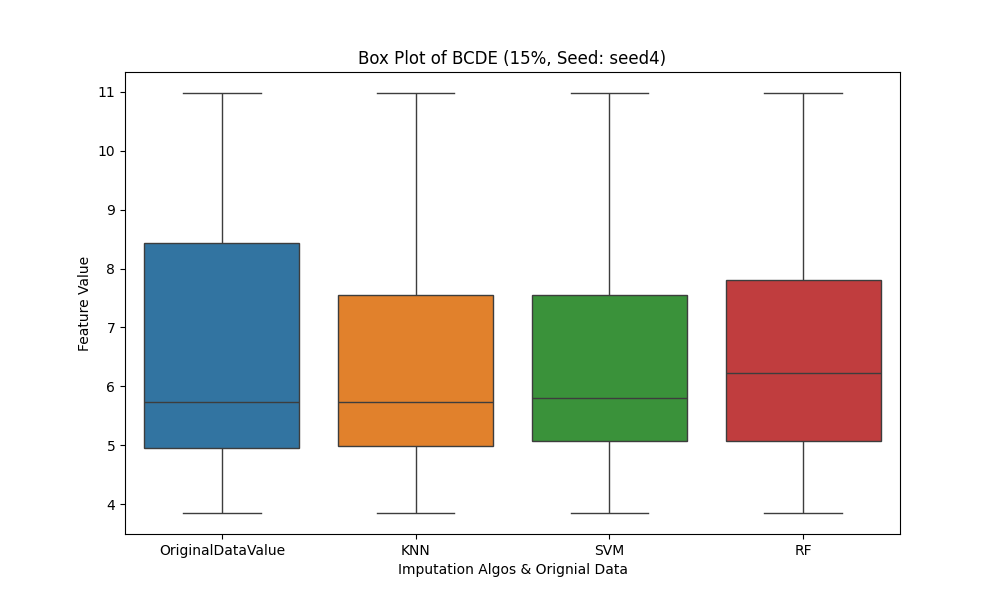 Box Plot of BCDE (15%, Seed: seed4)
11
10
9
8
7
6
5
4
Feature Value
OriginalDataValue KNN SVM RF
Imputation Algos & Orignial Data